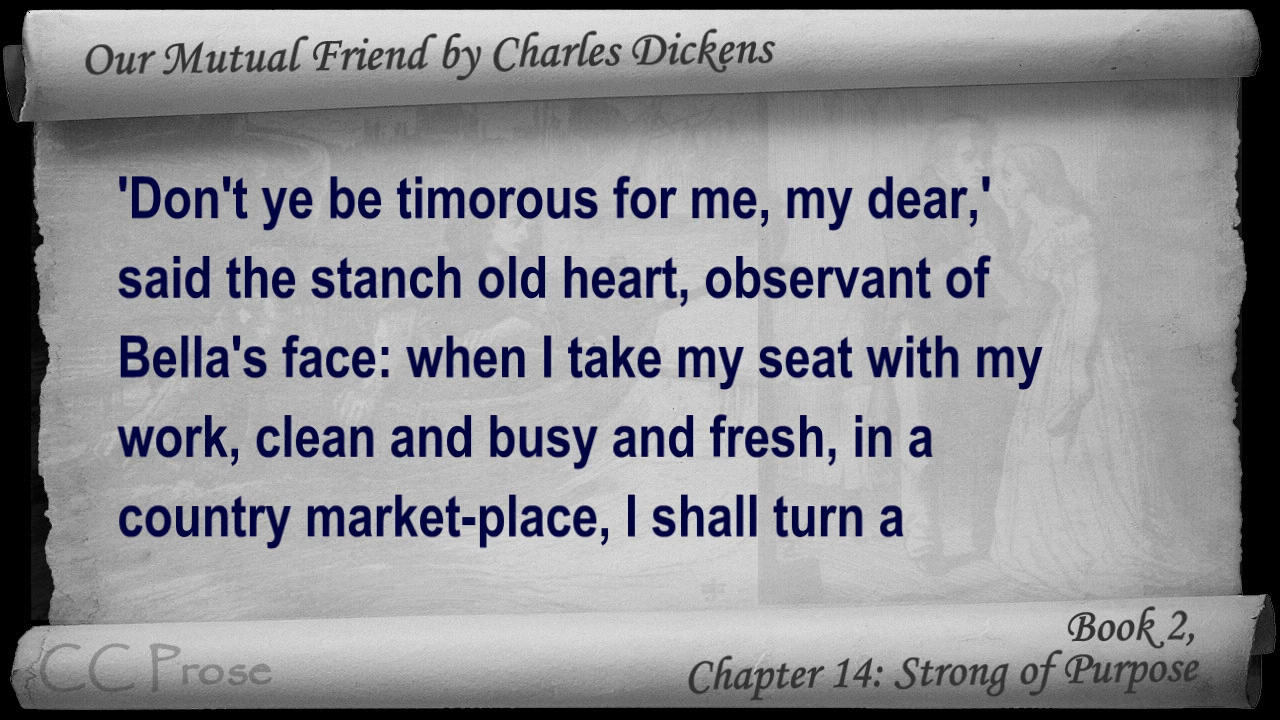 Our Mutual Friend by Charles Dickens
'Don't ye be timorous for me, my dear,'
said the stanch old heart, observant of
Bella's face: when I take my seat with my
work, clean and busy and fresh, in a
country market-place, I shall turn a
Book 2,
Chapter 14: Strong of Purpose
CC Prose